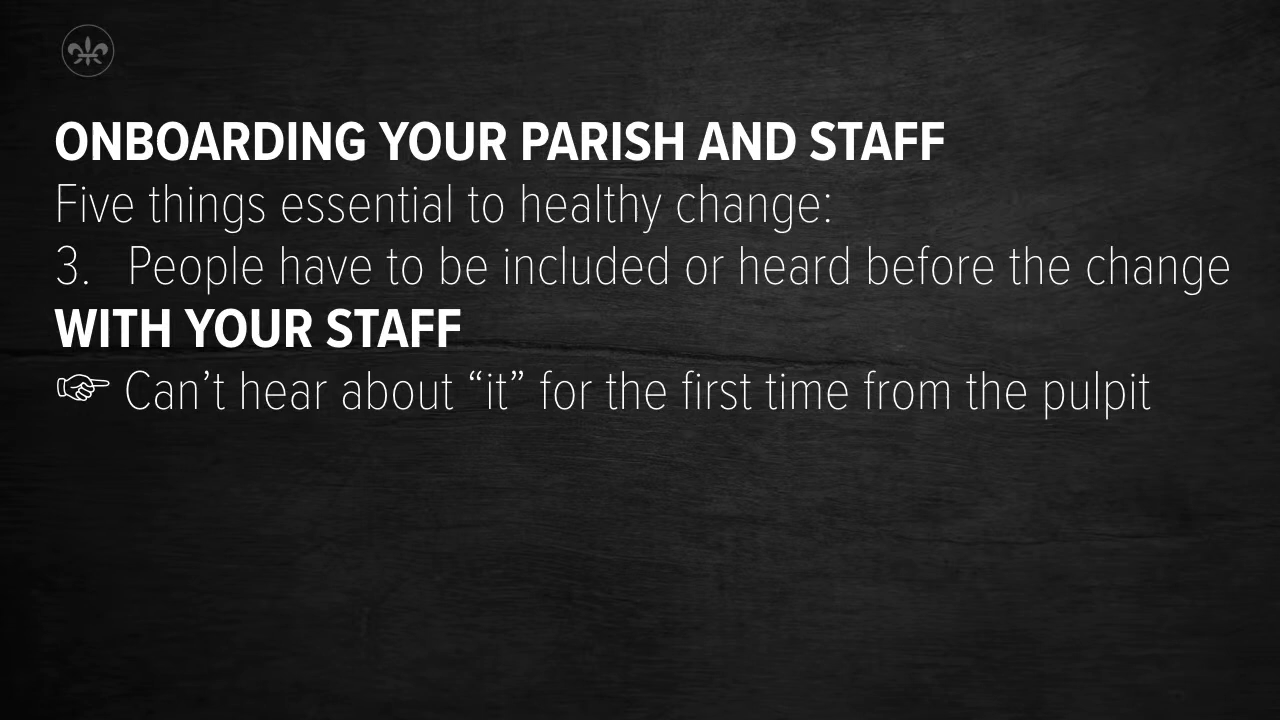 ONBOARDING YOUR PARISH AND STAFF
Five things essential to healthy change:
3. People have to be included or heard before the change
WITH YOUR STAFF
☞ Can’t hear about “it” for the first time from the pulpit